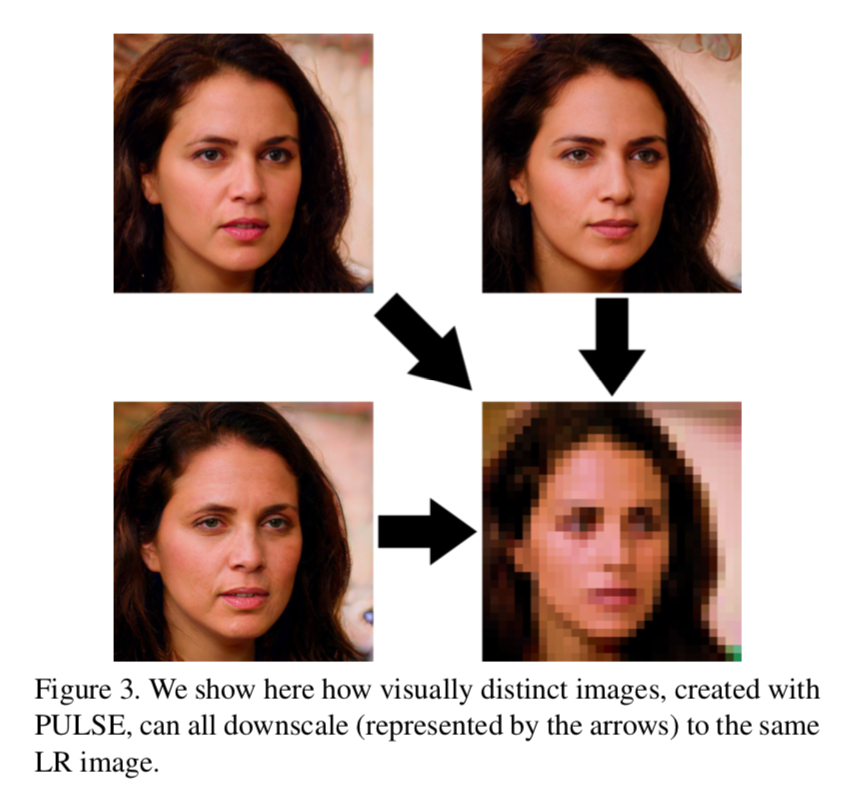 Figure 3. We show here how visually distinct images, created with
PULSE, can all downscale (represented by the arrows) to the same
LR image.